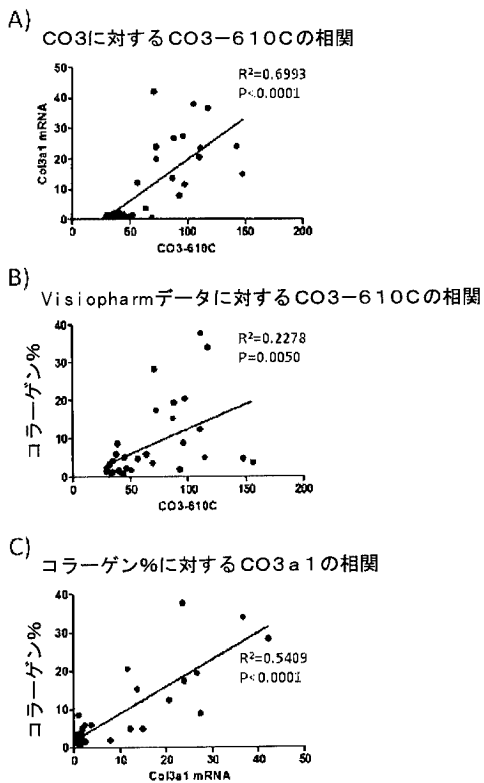 A)
CO3に対するCO3－610Cの相関
R²=0.6993
P<0.0001
Col3a1 mRNA
50
40
30
20
10
0
0 50 100 150 200
CO3-610C
B)
Visiopharmデータに対するCO3－610Cの相関
R²=0.2278
P=0.0050
コラーゲン%
40
30
20
10
0
0 50 100 150 200
CO3-610C
C)
コラーゲン%に対するCO3a1の相関
R²=0.5409
P<0.0001
コラーゲン%
40
30
20
10
0
0 10 20 30 40 50
Col3a1 mRNA